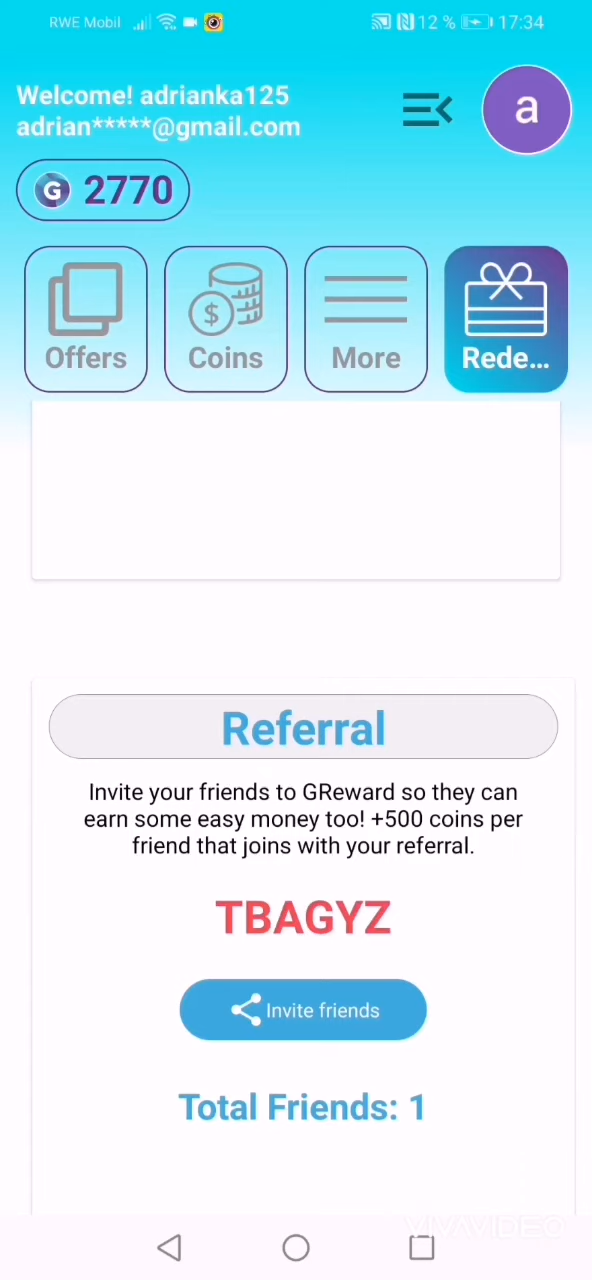 RWE Mobil 12 % 17:34
Welcome! adrianka125
adrian*****@gmail.com
G 2770
Offers Coins More Rede...
Referral
Invite your friends to GReward so they can
earn some easy money too! +500 coins per
friend that joins with your referral.
TBAGYZ
Invite friends
Total Friends: 1
VIVAVIDEO